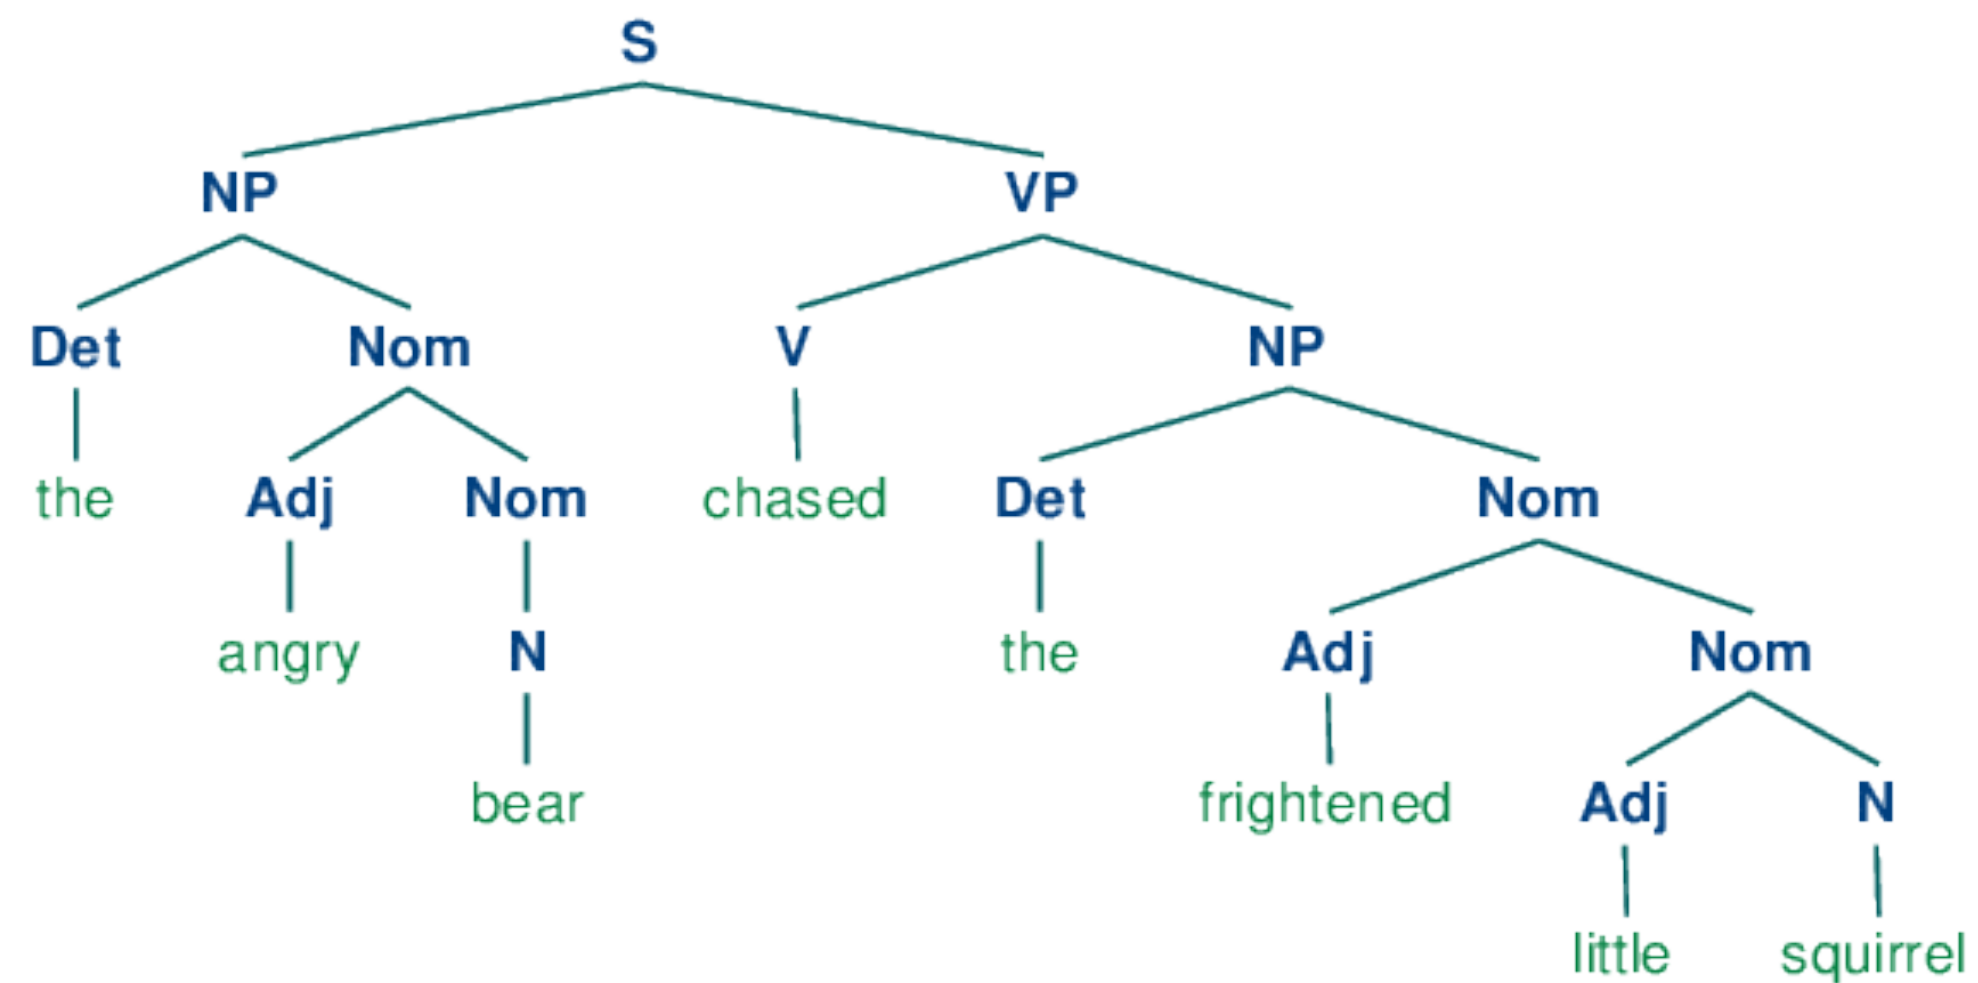 S
NP VP
Det Nom V NP
the Adj Nom chased Det Nom
angry N the Adj Nom
bear frightened Adj N
little squirrel